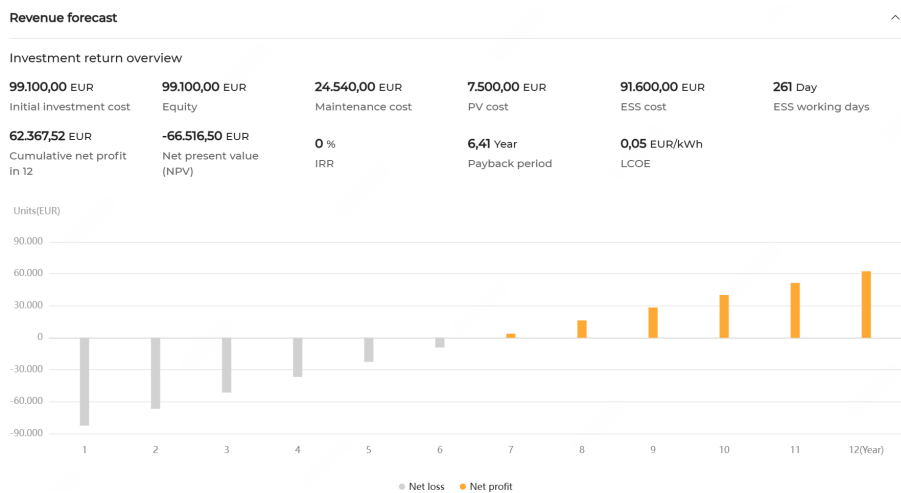 Revenue forecast
Investment return overview
99.100,00 EUR
Initial investment cost
99.100,00 EUR
Equity
24.540,00 EUR
Maintenance cost
7.500,00 EUR
PV cost
91.600,00 EUR
ESS cost
261 Day
ESS working days
62.367,52 EUR
Cumulative net profit
in 12
-66.516,50 EUR
Net present value
(NPV)
0 %
IRR
6,41 Year
Payback period
0,05 EUR/kWh
LCOE
Units(EUR)
90.000
60.000
30.000
0
-30.000
-60.000
-90.000
1 2 3 4 5 6 7 8 9 10 11 12(Year)
Net loss Net profit